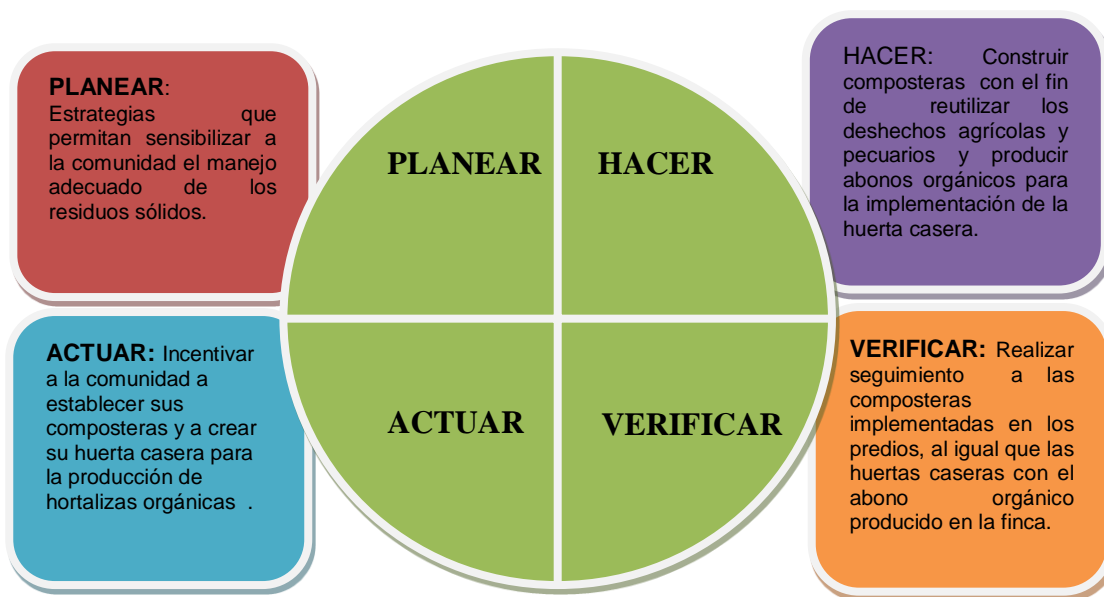 PLANEAR:
Estrategias que
permitan sensibilizar a
la comunidad el manejo
adecuado de los
residuos sólidos.
PLANEAR
HACER
HACER: Construir
composteras con el fin
de reutilizar los
deshechos agrícolas y
pecuarios y producir
abonos orgánicos para
la implementación de la
huerta casera.
ACTUAR: Incentivar
a la comunidad a
establecer sus
composteras y a crear
su huerta casera para
la producción de
hortalizas orgánicas .
ACTUAR
VERIFICAR
VERIFICAR: Realizar
seguimiento a las
composteras
implementadas en los
predios, al igual que las
huertas caseras con el
abono orgánico
producido en la finca.